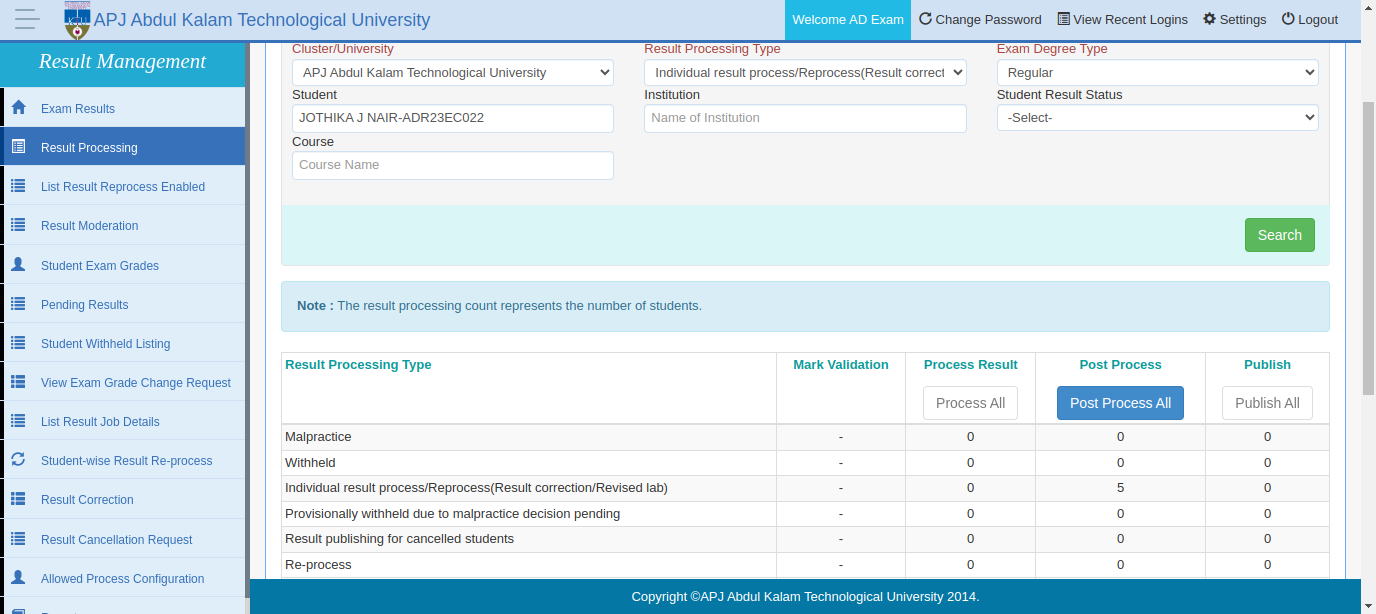 APJ Abdul Kalam Technological University
Welcome AD Exam Change Password View Recent Logins Settings Logout
Result Management
Exam Results
Result Processing
List Result Reprocess Enabled
Result Moderation
Student Exam Grades
Pending Results
Student Withheld Listing
View Exam Grade Change Request
List Result Job Details
Student-wise Result Re-process
Result Correction
Result Cancellation Request
Allowed Process Configuration
Cluster/University Result Processing Type Exam Degree Type
APJ Abdul Kalam Technological University Individual result process/Reprocess(Result correct Regular
Student Institution Student Result Status
JOTHIKA J NAIR-ADR23EC022 Name of Institution -Select-
Course
Course Name
Search
Note : The result processing count represents the number of students.
Result Processing Type Mark Validation Process Result Post Process Publish
Process All Post Process All Publish All
Malpractice - 0 0 0
Withheld - 0 0 0
Individual result process/Reprocess(Result correction/Revised lab) - 0 5 0
Provisionally withheld due to malpractice decision pending - 0 0 0
Result publishing for cancelled students - 0 0 0
Re-process - 0 0 0
Copyright ©APJ Abdul Kalam Technological University 2014.